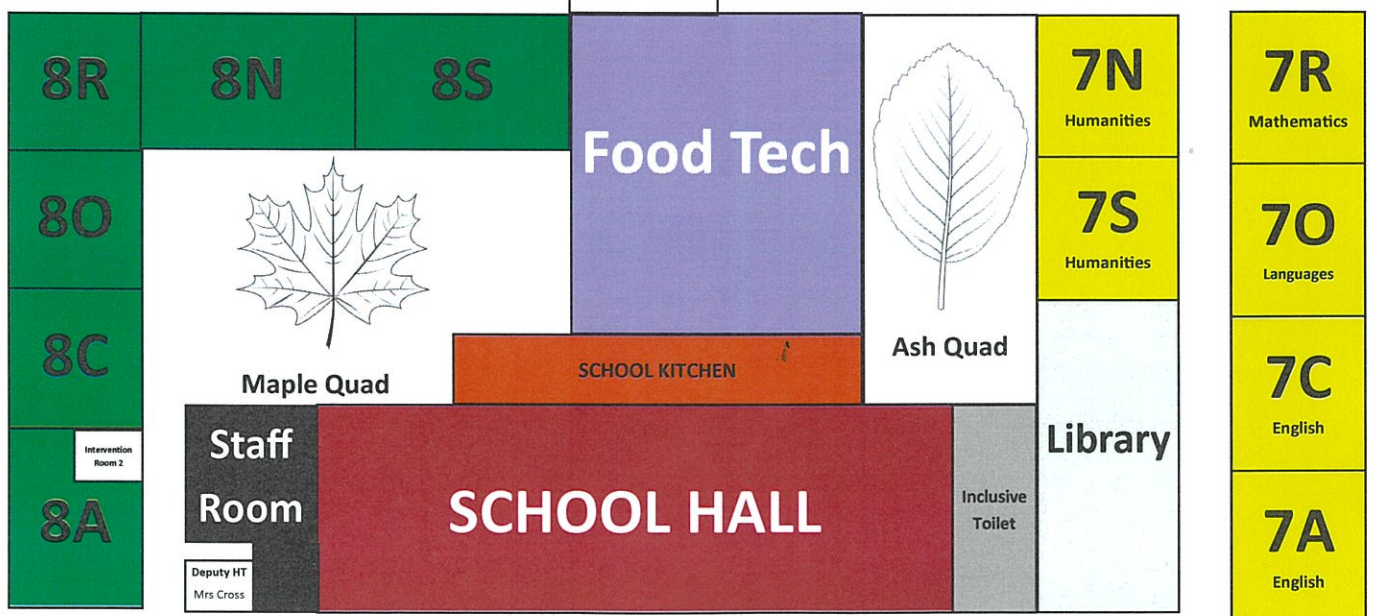 8R
8N
8S
Food Tech
7N
Humanities
7R
Mathematics
8O
7S
Humanities
7O
Languages
8C
Maple Quad
SCHOOL KITCHEN
Ash Quad
7C
English
Intervention
Room 2
8A
Staff
Room
SCHOOL HALL
Inclusive
Toilet
Library
7A
English
Deputy HT
Mrs Cross